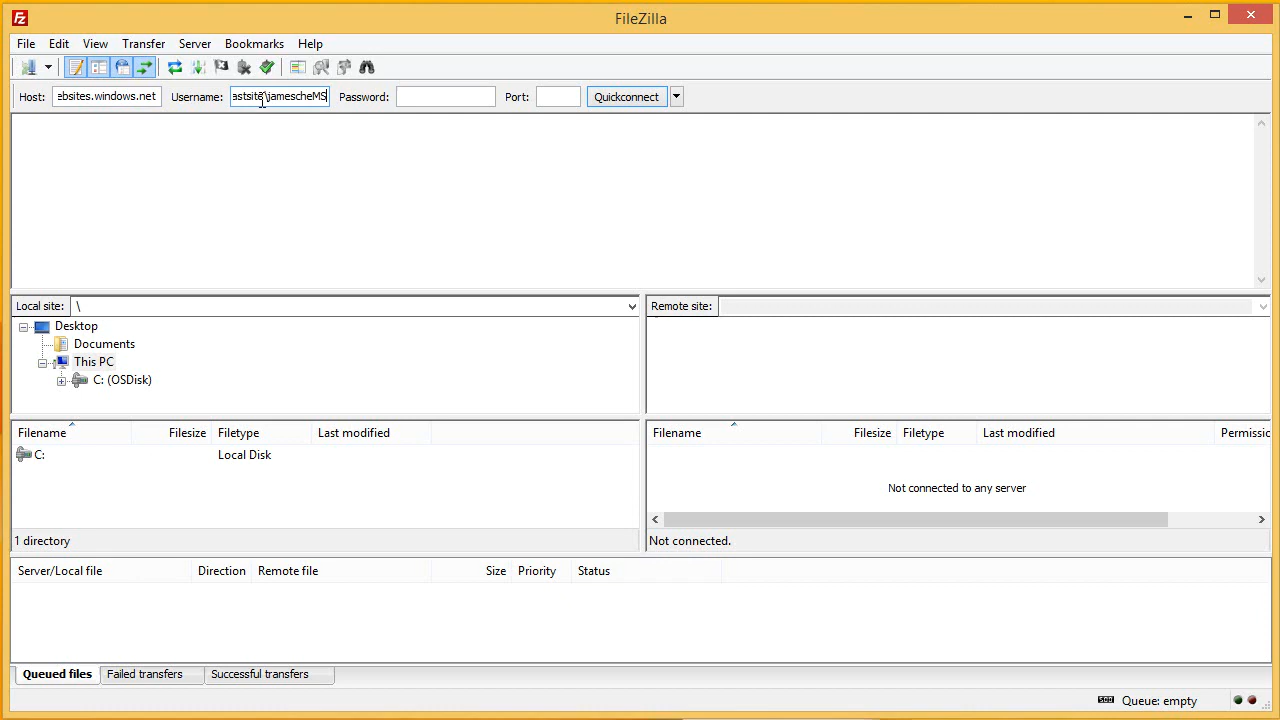 FileZilla
File Edit View Transfer Server Bookmarks Help
Host: ebsites.windows.net Username: astsite\jamescheMS Password: Port: Quickconnect
Local site: \
Remote site:
Desktop
Documents
This PC
C: (OSDisk)
Filename Filesize Filetype Last modified
Filename Filesize Filetype Last modified Permissic
C: Local Disk
Not connected to any server
1 directory
Not connected.
Server/Local file Direction Remote file Size Priority Status
Queued files Failed transfers Successful transfers
Queue: empty